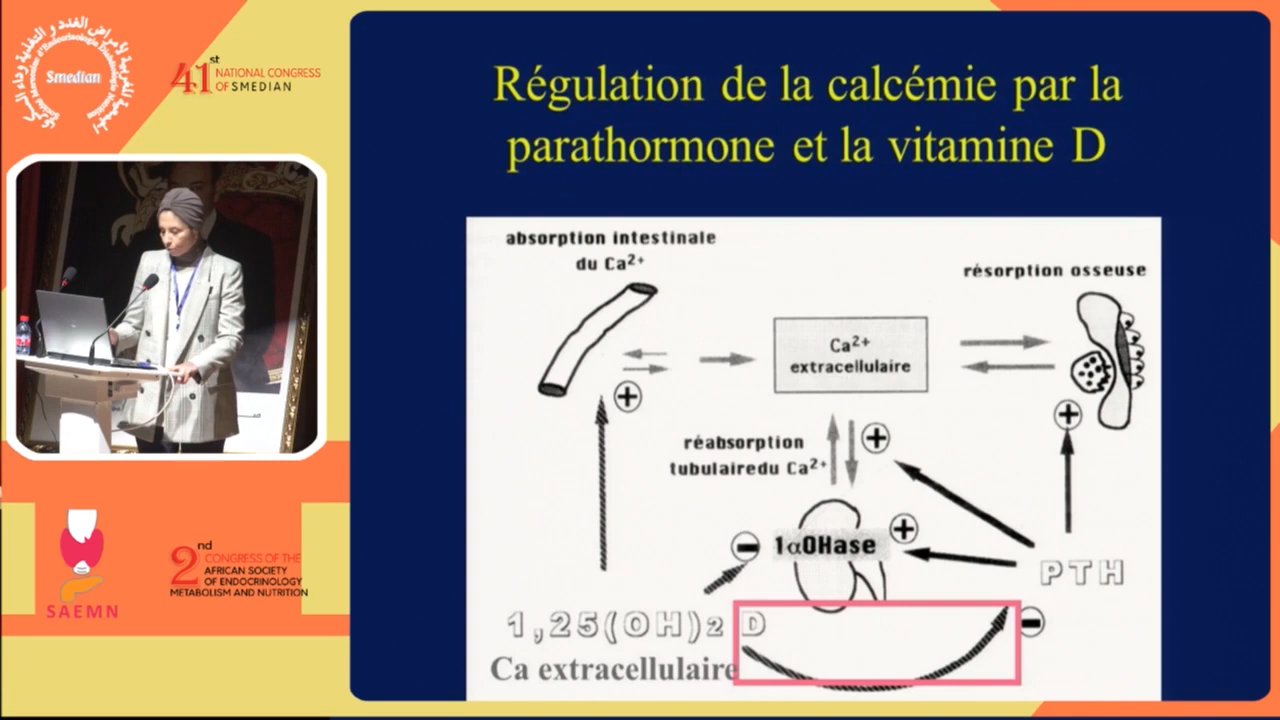 Smedian
41st
NATIONAL CONGRESS
OF SMEDIAN
Régulation de la calcémie par la
parathormone et la vitamine D
absorption intestinale
du Ca2+
résorption osseuse
Ca2+
extracellulaire
+
+
+
réabsorption
tubulairedu Ca2+
- 1αOHase +
PTH
1,25(OH)2 D
-
Ca extracellulaire
SAEMN
2nd
CONGRESS OF THE
AFRICAN SOCIETY
OF ENDOCRINOLOGY
METABOLISM AND NUTRITION